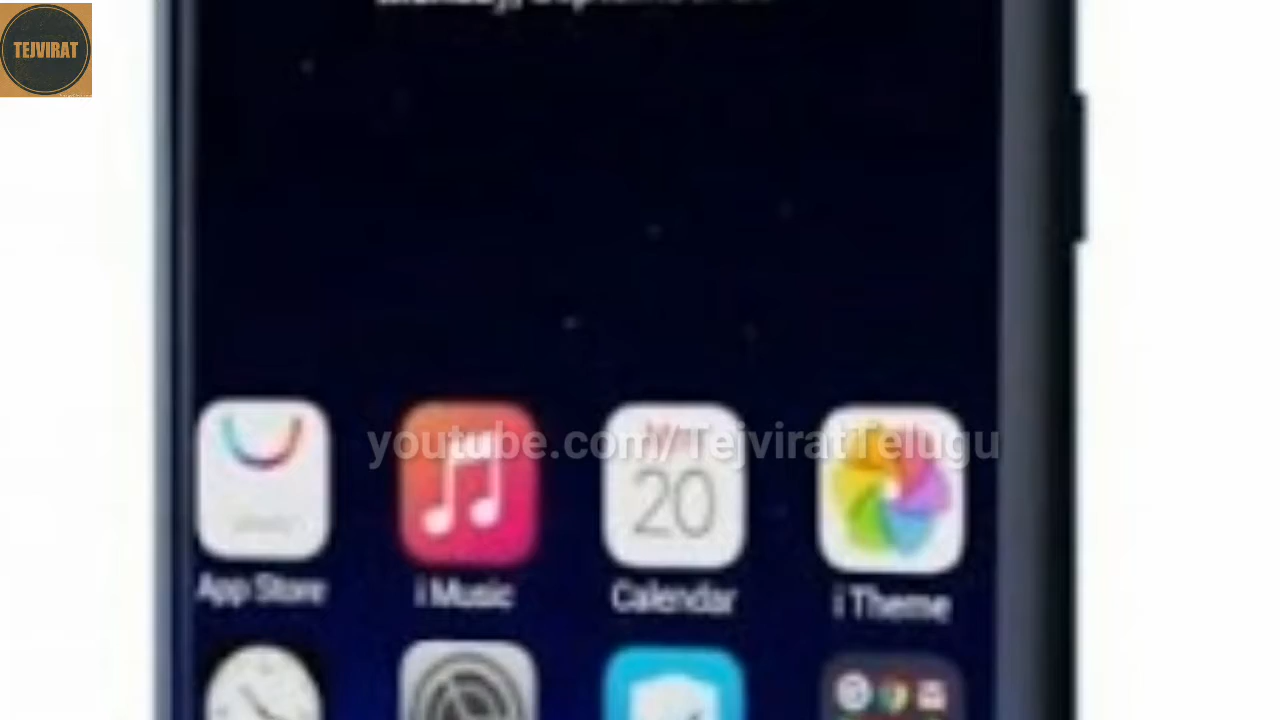 TEJVIRAT
youtube.com/TejviratTelugu
20
App Store
i Music
Calendar
i Theme